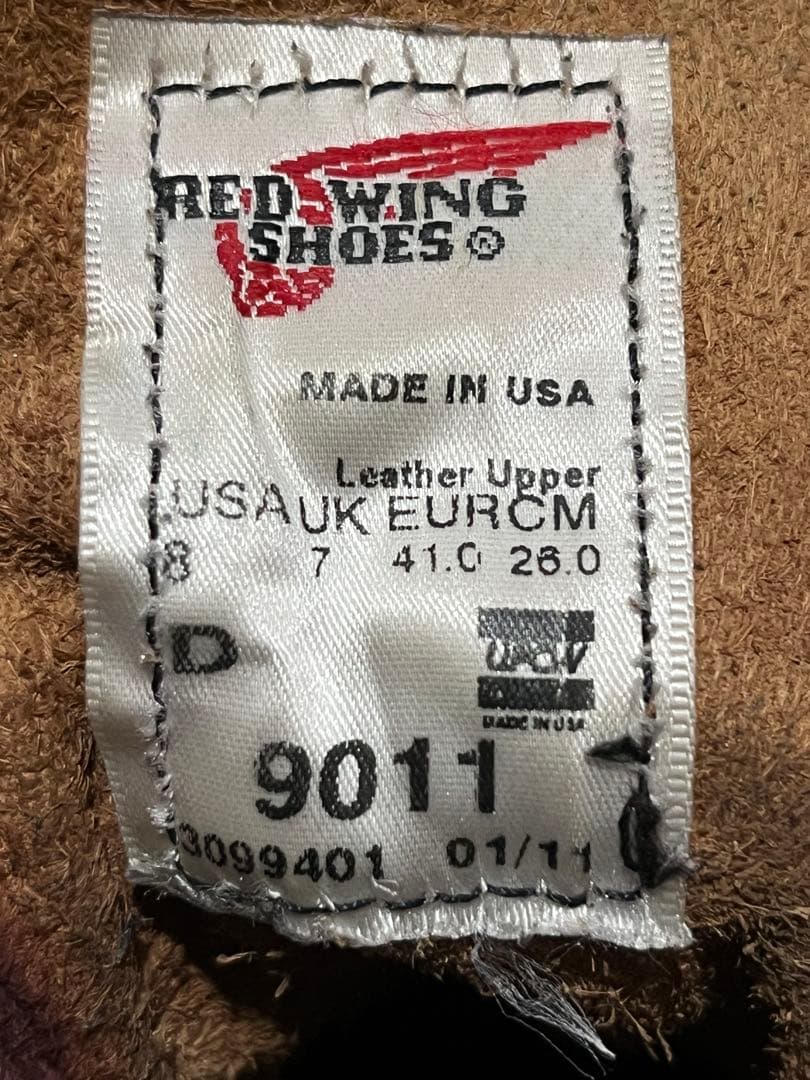 RED WING
SHOES ®
MADE IN USA
Leather Upper
USA UK EUR CM
8 7 41.0 26.0
D
MADE IN USA
9011
3099401 01/11